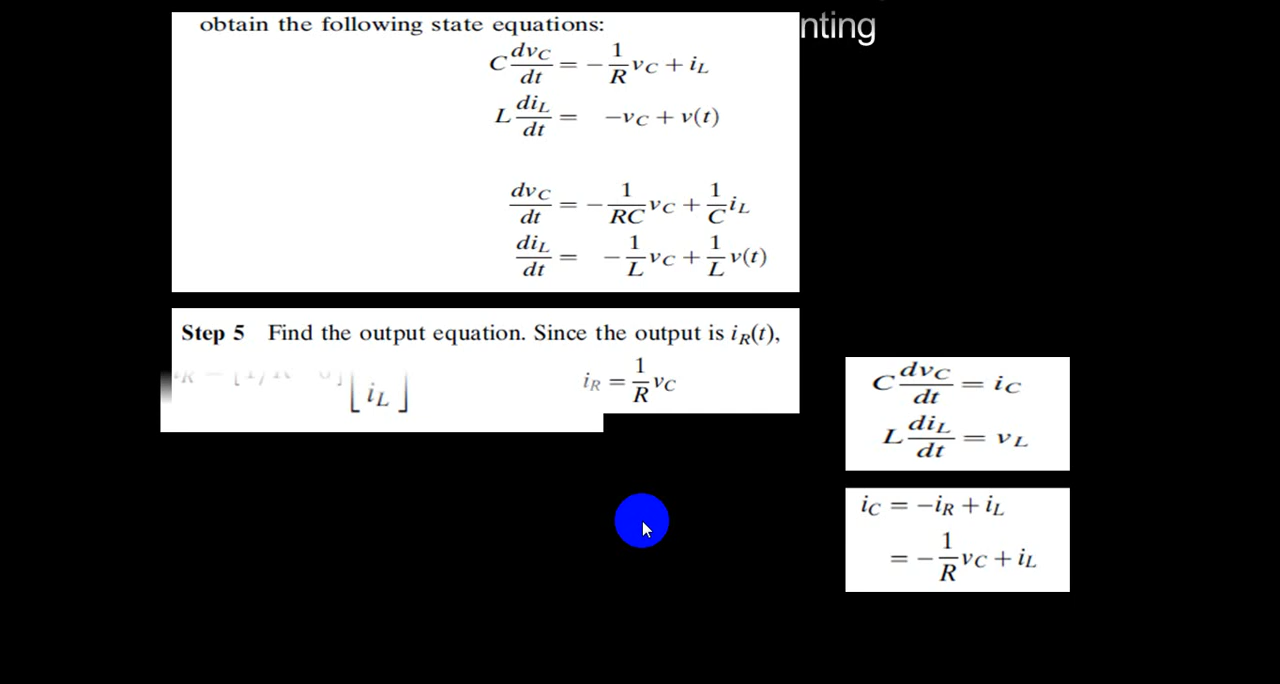 nting
obtain the following state equations:
C dv_C/dt = − 1/R v_C + i_L
L di_L/dt = −v_C + v(t)
dv_C/dt = − 1/RC v_C + 1/C i_L
di_L/dt = − 1/L v_C + 1/L v(t)
Step 5 Find the output equation. Since the output is i_R(t),
i_R = 1/R v_C
i_L
C dv_C/dt = i_C
L di_L/dt = v_L
i_C = −i_R + i_L
= − 1/R v_C + i_L